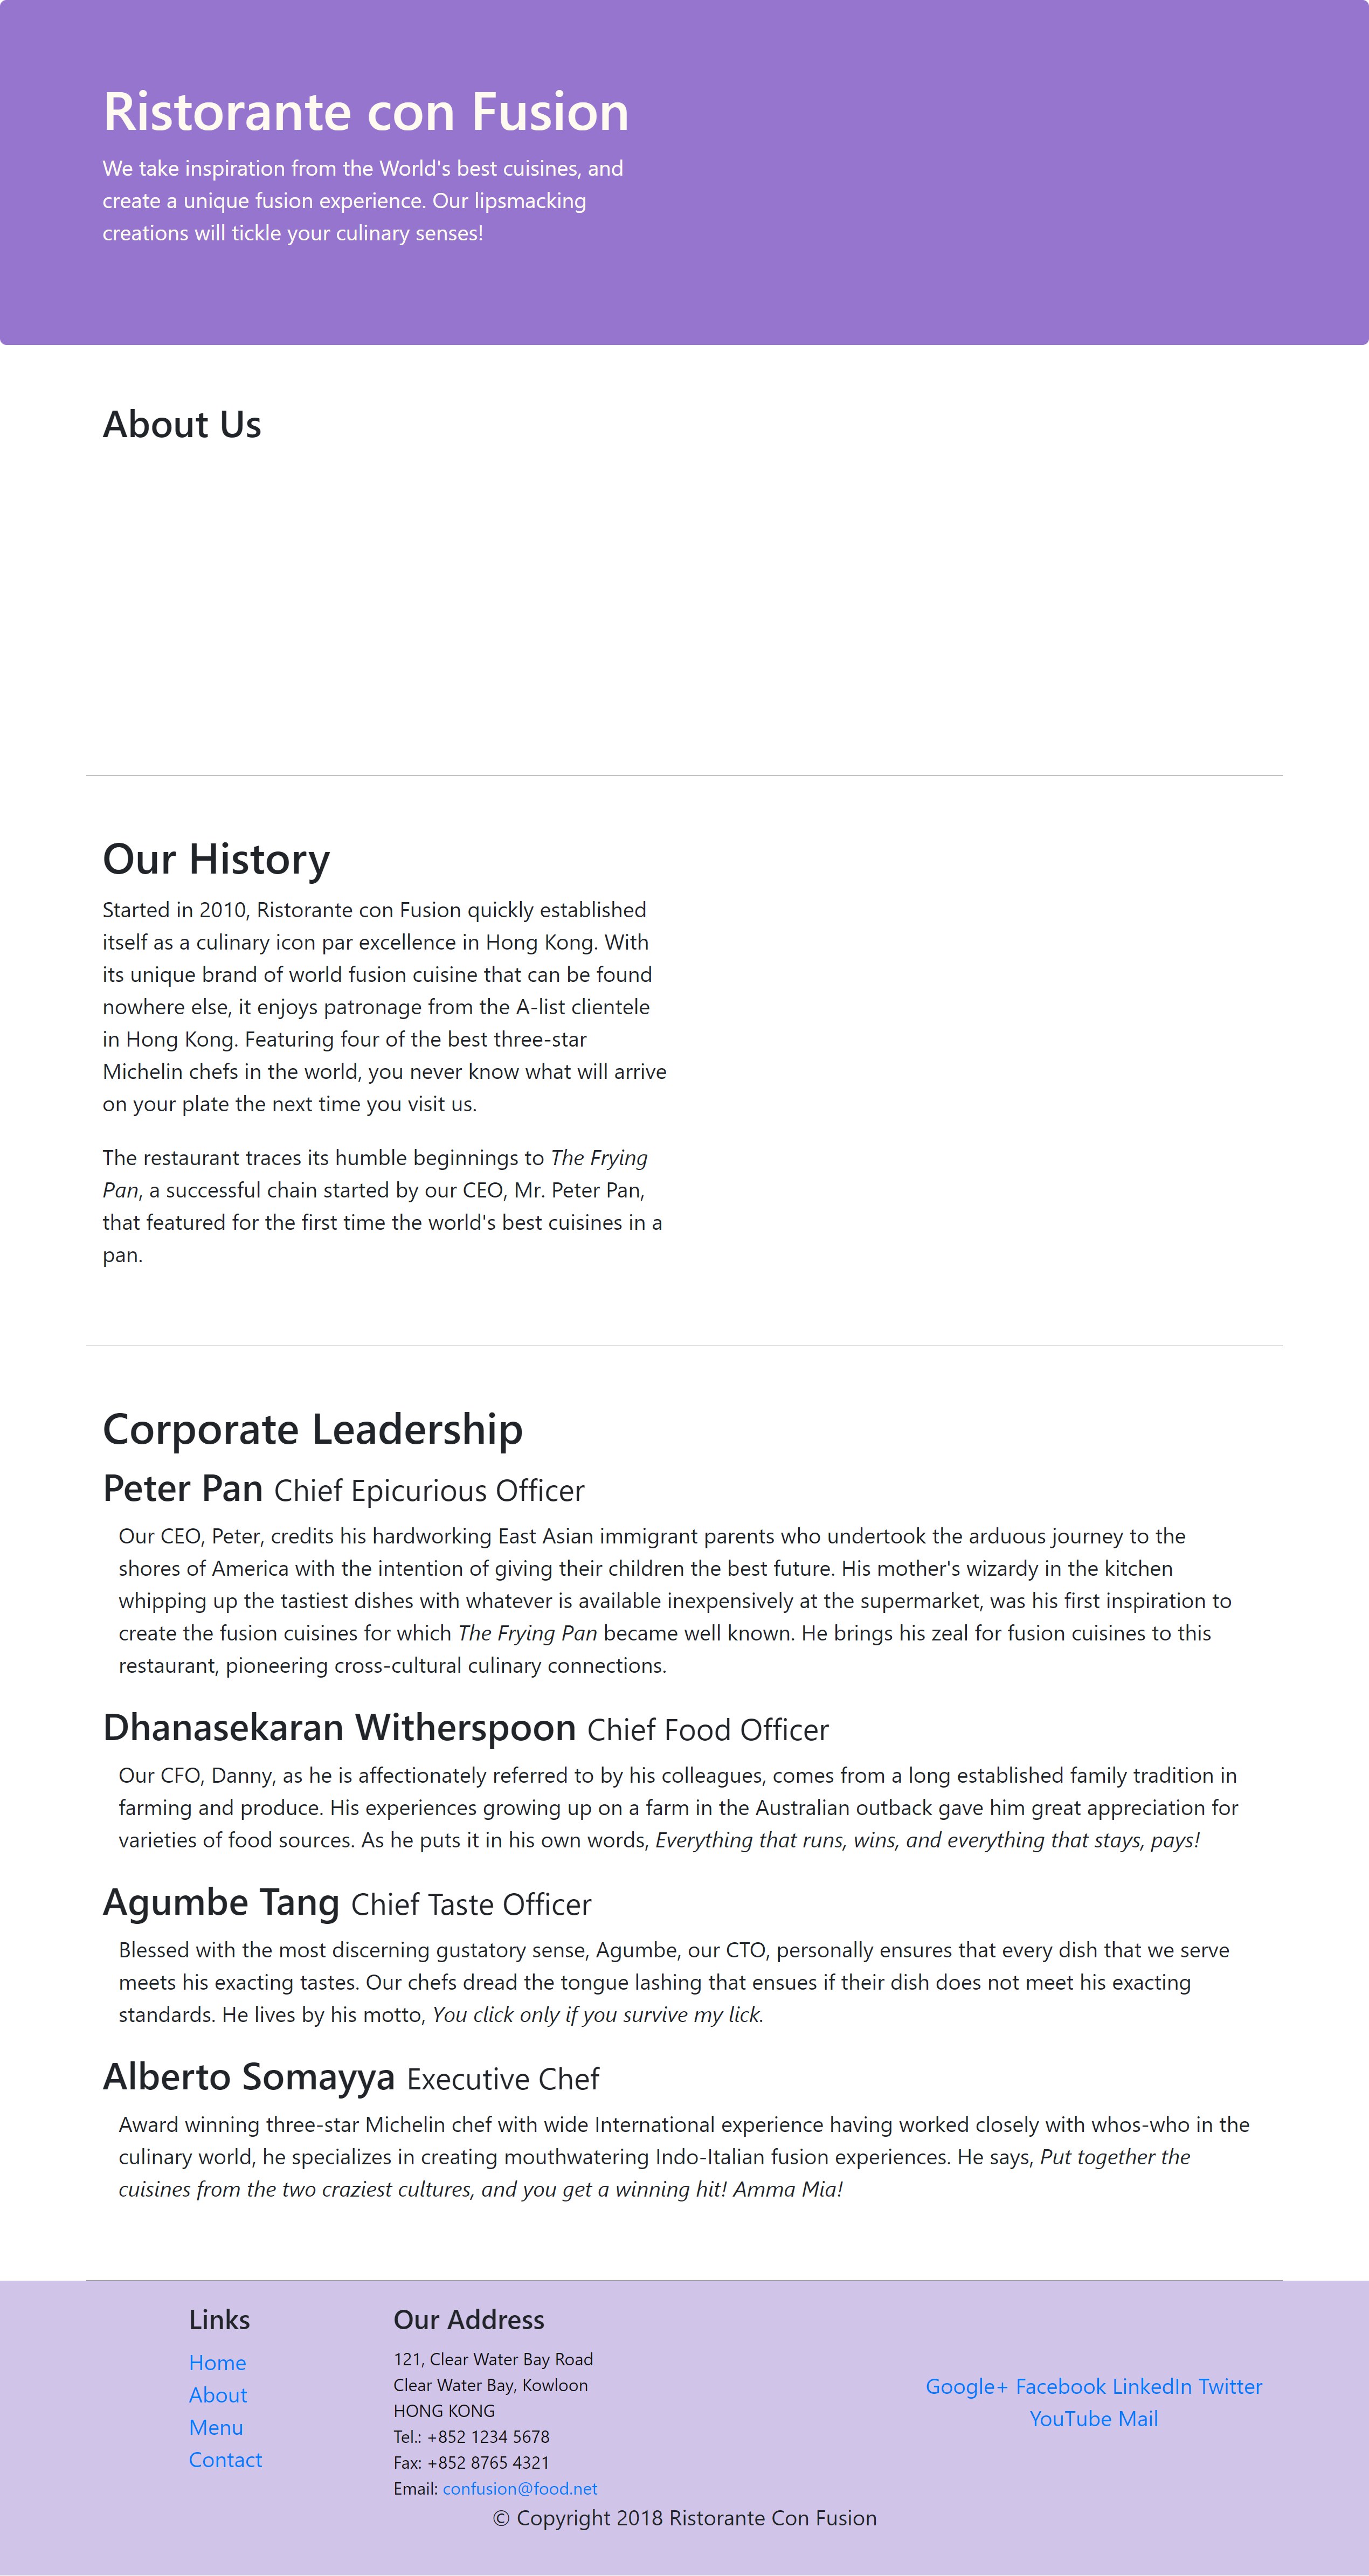 Ristorante con Fusion
We take inspiration from the World's best cuisines, and
create a unique fusion experience. Our lipsmacking
creations will tickle your culinary senses!
About Us
Our History
Started in 2010, Ristorante con Fusion quickly established
itself as a culinary icon par excellence in Hong Kong. With
its unique brand of world fusion cuisine that can be found
nowhere else, it enjoys patronage from the A-list clientele
in Hong Kong. Featuring four of the best three-star
Michelin chefs in the world, you never know what will arrive
on your plate the next time you visit us.
The restaurant traces its humble beginnings to The Frying
Pan, a successful chain started by our CEO, Mr. Peter Pan,
that featured for the first time the world's best cuisines in a
pan.
Corporate Leadership
Peter Pan Chief Epicurious Officer
Our CEO, Peter, credits his hardworking East Asian immigrant parents who undertook the arduous journey to the
shores of America with the intention of giving their children the best future. His mother's wizardy in the kitchen
whipping up the tastiest dishes with whatever is available inexpensively at the supermarket, was his first inspiration to
create the fusion cuisines for which The Frying Pan became well known. He brings his zeal for fusion cuisines to this
restaurant, pioneering cross-cultural culinary connections.
Dhanasekaran Witherspoon Chief Food Officer
Our CFO, Danny, as he is affectionately referred to by his colleagues, comes from a long established family tradition in
farming and produce. His experiences growing up on a farm in the Australian outback gave him great appreciation for
varieties of food sources. As he puts it in his own words, Everything that runs, wins, and everything that stays, pays!
Agumbe Tang Chief Taste Officer
Blessed with the most discerning gustatory sense, Agumbe, our CTO, personally ensures that every dish that we serve
meets his exacting tastes. Our chefs dread the tongue lashing that ensues if their dish does not meet his exacting
standards. He lives by his motto, You click only if you survive my lick.
Alberto Somayya Executive Chef
Award winning three-star Michelin chef with wide International experience having worked closely with whos-who in the
culinary world, he specializes in creating mouthwatering Indo-Italian fusion experiences. He says, Put together the
cuisines from the two craziest cultures, and you get a winning hit! Amma Mia!
Links
Home
About
Menu
Contact
Our Address
121, Clear Water Bay Road
Clear Water Bay, Kowloon
HONG KONG
Tel.: +852 1234 5678
Fax: +852 8765 4321
Email: confusion@food.net
Google+ Facebook LinkedIn Twitter
YouTube Mail
© Copyright 2018 Ristorante Con Fusion